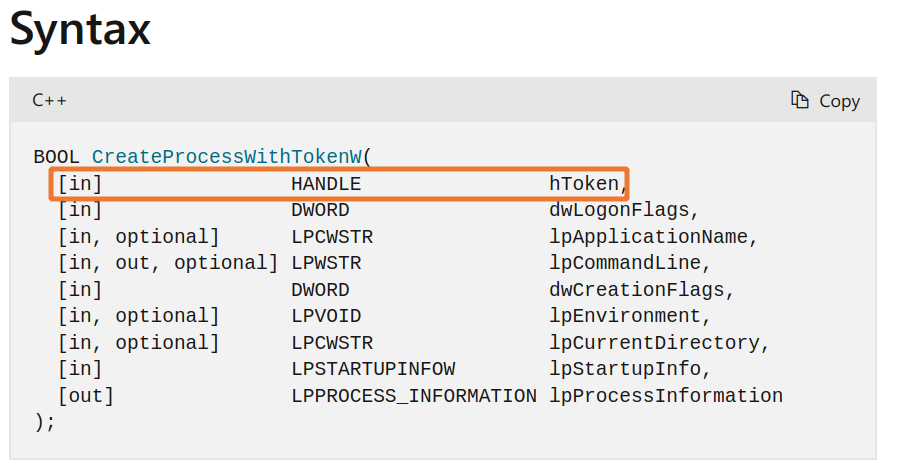 Syntax
C++ Copy
BOOL CreateProcessWithTokenW(
[in] HANDLE hToken,
[in] DWORD dwLogonFlags,
[in, optional] LPCWSTR lpApplicationName,
[in, out, optional] LPWSTR lpCommandLine,
[in] DWORD dwCreationFlags,
[in, optional] LPVOID lpEnvironment,
[in, optional] LPCWSTR lpCurrentDirectory,
[in] LPSTARTUPINFOW lpStartupInfo,
[out] LPPROCESS_INFORMATION lpProcessInformation
);